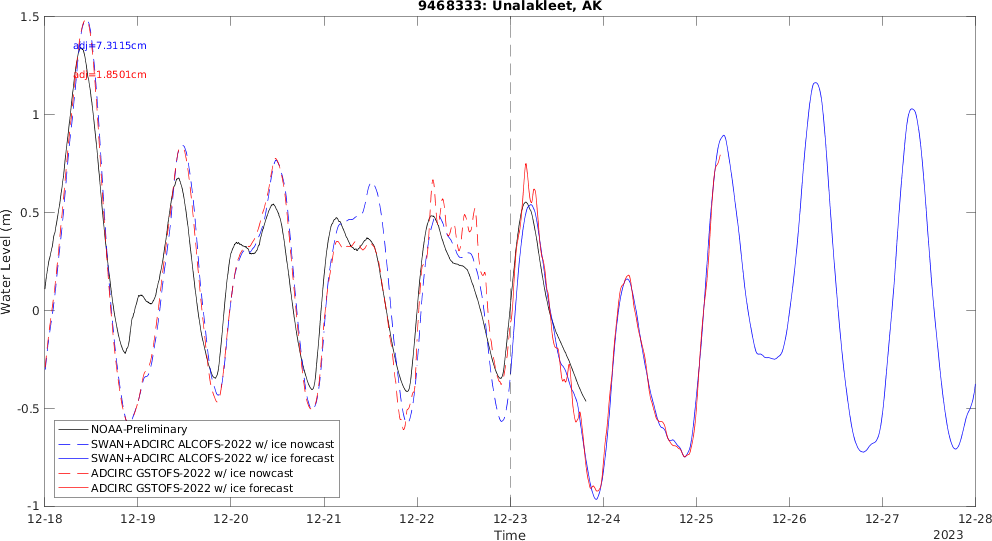 9468333: Unalakleet, AK
adj=7.3115cm
adj=1.8501cm
Water Level (m)
1.5
1
0.5
0
-0.5
-1
NOAA-Preliminary
SWAN+ADCIRC ALCOFS-2022 w/ ice nowcast
SWAN+ADCIRC ALCOFS-2022 w/ ice forecast
ADCIRC GSTOFS-2022 w/ ice nowcast
ADCIRC GSTOFS-2022 w/ ice forecast
12-18 12-19 12-20 12-21 12-22 12-23 12-24 12-25 12-26 12-27 12-28
Time
2023